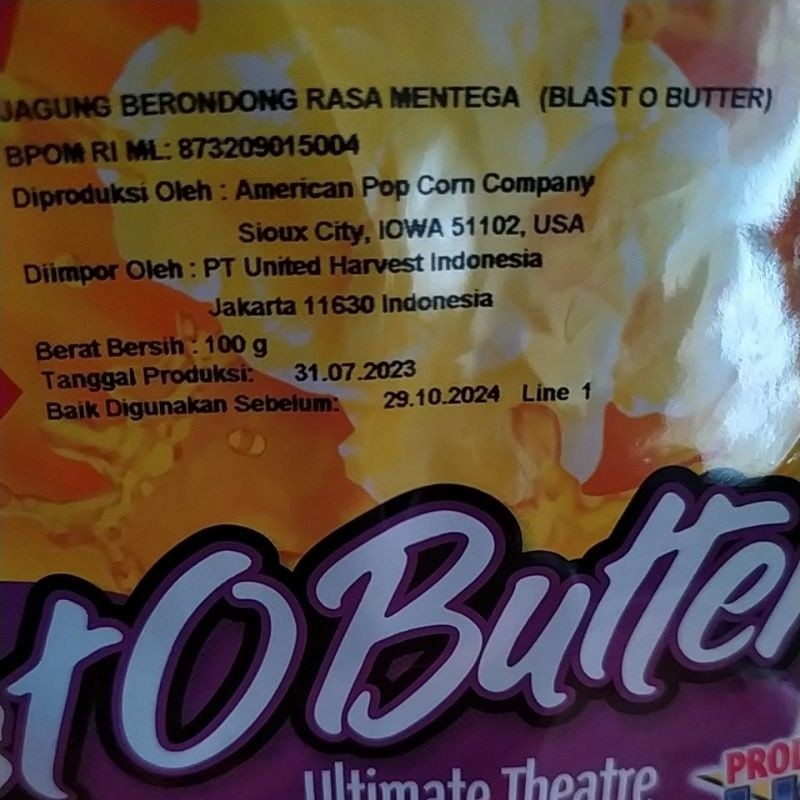 JAGUNG BERONDONG RASA MENTEGA (BLAST O BUTTER)
BPOM RI ML: 873209015004
Diproduksi Oleh : American Pop Corn Company
Sioux City, IOWA 51102, USA
Diimpor Oleh : PT United Harvest Indonesia
Jakarta 11630 Indonesia
Berat Bersih : 100 g
Tanggal Produksi: 31.07.2023
Baik Digunakan Sebelum: 29.10.2024 Line 1
O Butter
Ultimate Theatre